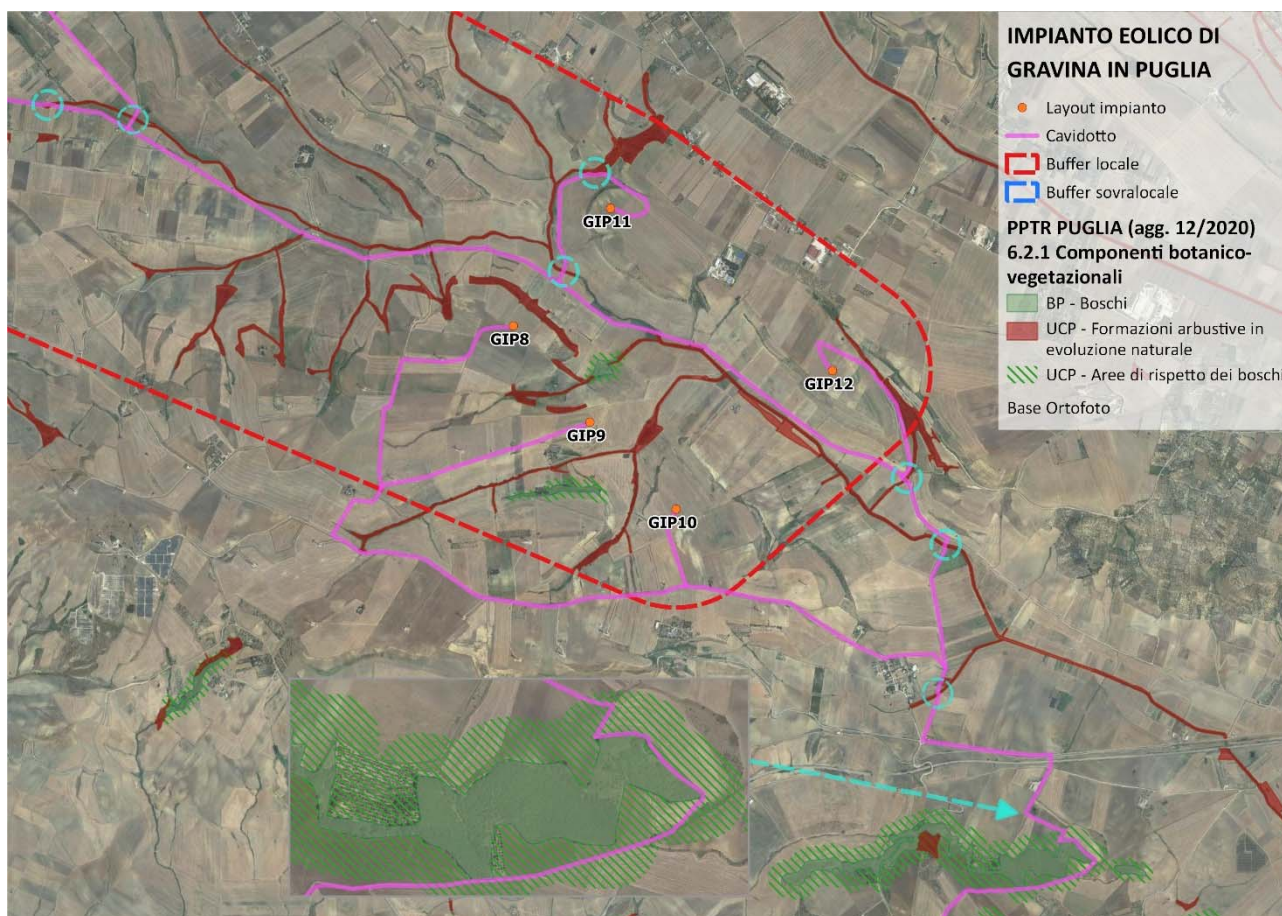 IMPIANTO EOLICO DI
GRAVINA IN PUGLIA
Layout impianto
Cavidotto
Buffer locale
Buffer sovralocale
PPTR PUGLIA (agg. 12/2020)
6.2.1 Componenti botanico-
vegetazionali
BP - Boschi
UCP - Formazioni arbustive in
evoluzione naturale
UCP - Aree di rispetto dei boschi
Base Ortofoto
GIP11
GIP8
GIP12
GIP9
GIP10